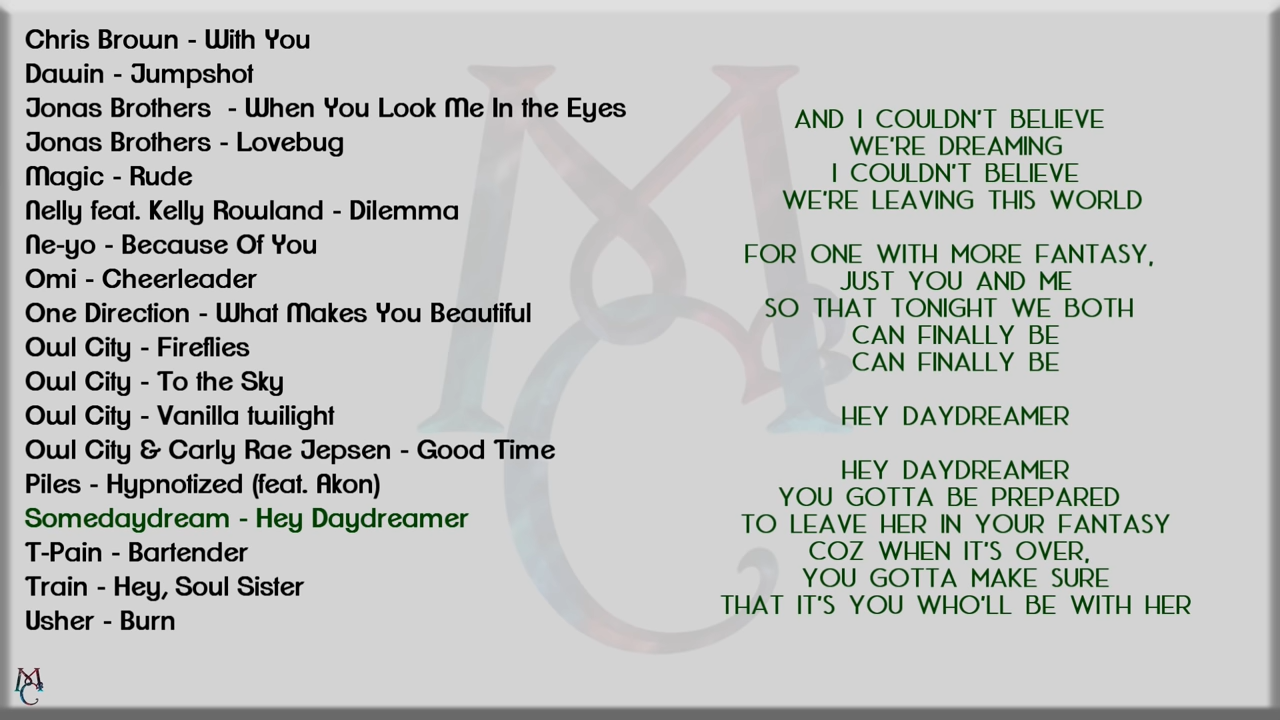 Chris Brown - With You
Dawin - Jumpshot
Jonas Brothers  - When You Look Me In the Eyes
Jonas Brothers - Lovebug
Magic - Rude
Nelly feat. Kelly Rowland - Dilemma
Ne-yo - Because Of You
Omi - Cheerleader
One Direction - What Makes You Beautiful
Owl City - Fireflies
Owl City - To the Sky
Owl City - Vanilla twilight
Owl City & Carly Rae Jepsen - Good Time
Piles - Hypnotized (feat. Akon)
Somedaydream - Hey Daydreamer
T-Pain - Bartender
Train - Hey, Soul Sister
Usher - Burn
AND I COULDN'T BELIEVE
WE'RE DREAMING
I COULDN'T BELIEVE
WE'RE LEAVING THIS WORLD
FOR ONE WITH MORE FANTASY,
JUST YOU AND ME
SO THAT TONIGHT WE BOTH
CAN FINALLY BE
CAN FINALLY BE
HEY DAYDREAMER
HEY DAYDREAMER
YOU GOTTA BE PREPARED
TO LEAVE HER IN YOUR FANTASY
COZ WHEN IT'S OVER,
YOU GOTTA MAKE SURE
THAT IT'S YOU WHO'LL BE WITH HER